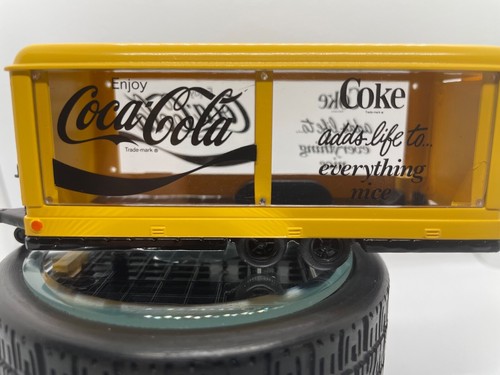 Enjoy
Coca-Cola
Trade-mark ®
Coke
Trade-mark ®
adds life to...
everything
nice